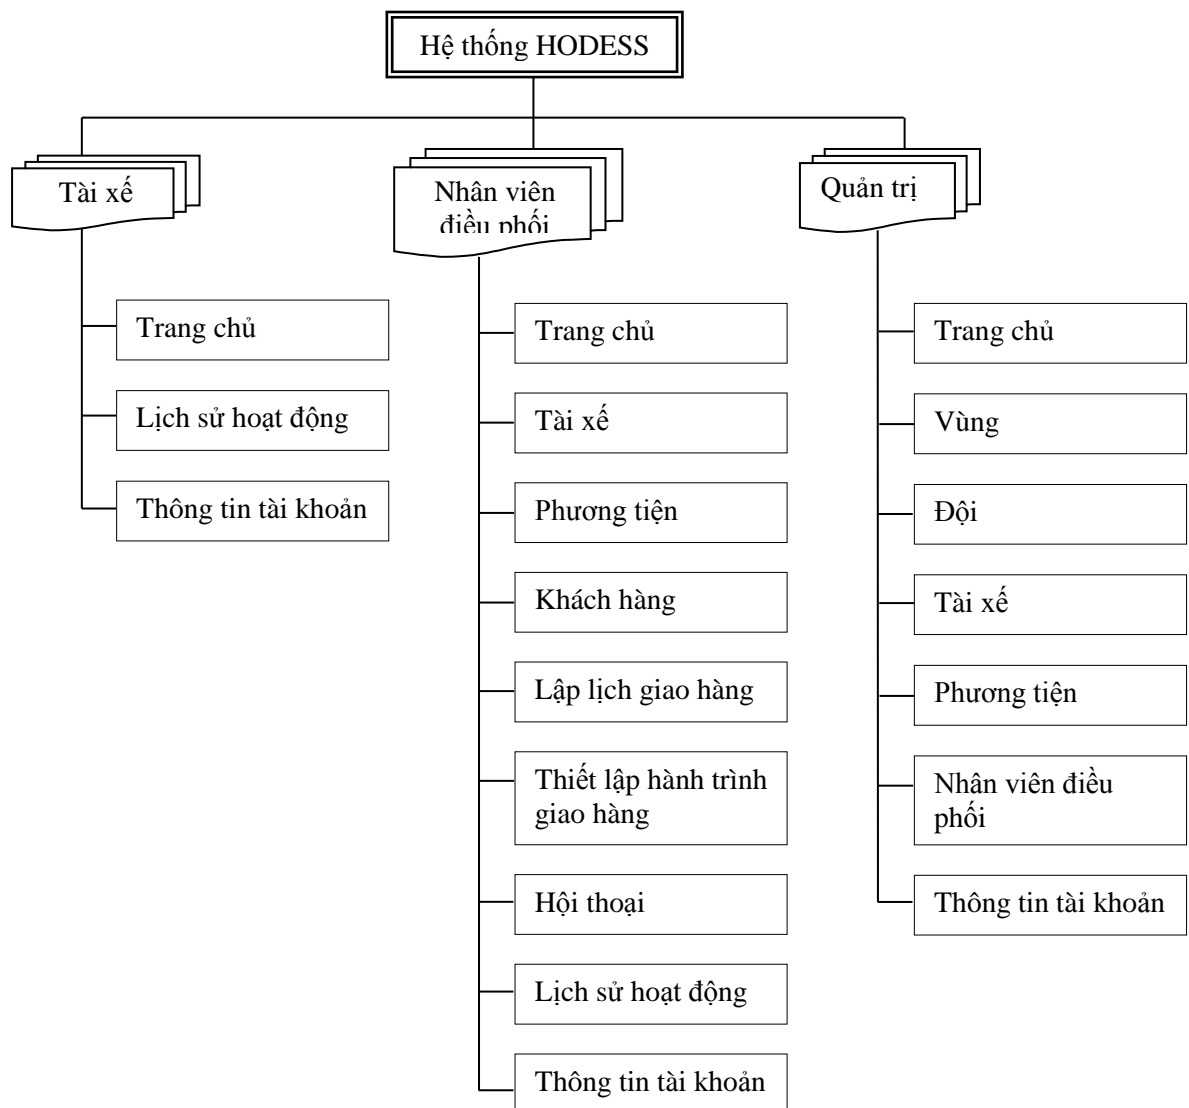 Hệ thống HODESS
Tài xế
Nhân viên
điều phối
Quản trị
Trang chủ
Lịch sử hoạt động
Thông tin tài khoản
Trang chủ
Tài xế
Phương tiện
Khách hàng
Lập lịch giao hàng
Thiết lập hành trình
giao hàng
Hội thoại
Lịch sử hoạt động
Thông tin tài khoản
Trang chủ
Vùng
Đội
Tài xế
Phương tiện
Nhân viên điều
phối
Thông tin tài khoản